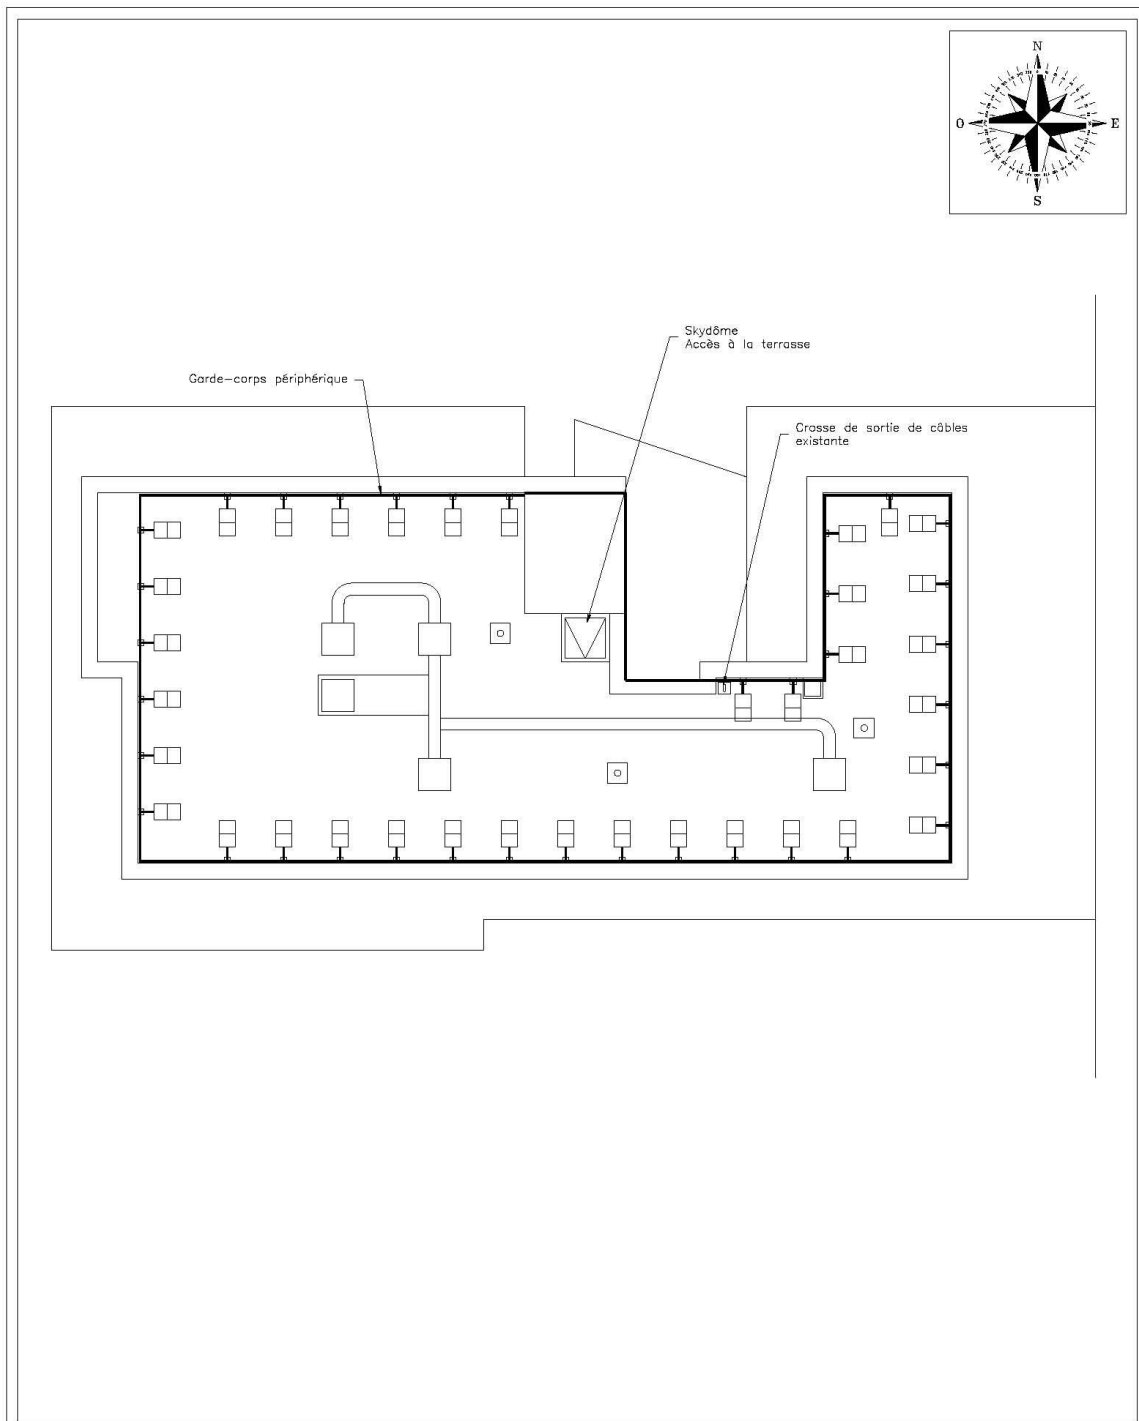 N
O
E
S
Skydôme
Accès à la terrasse
Garde-corps périphérique
Crosse de sortie de câbles
existante